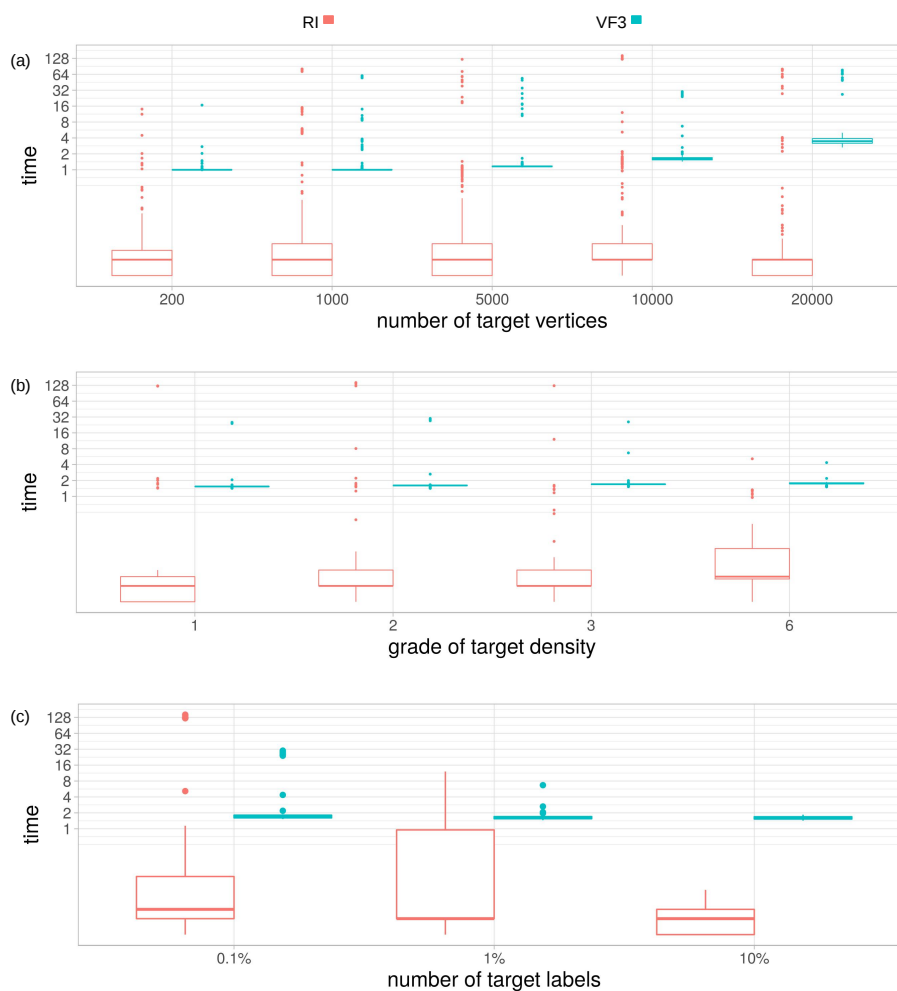 RI VF3
(a)
time
128
64
32
16
8
4
2
1
200 1000 5000 10000 20000
number of target vertices
(b)
time
128
64
32
16
8
4
2
1
1 2 3 6
grade of target density
(c)
time
128
64
32
16
8
4
2
1
0.1% 1% 10%
number of target labels